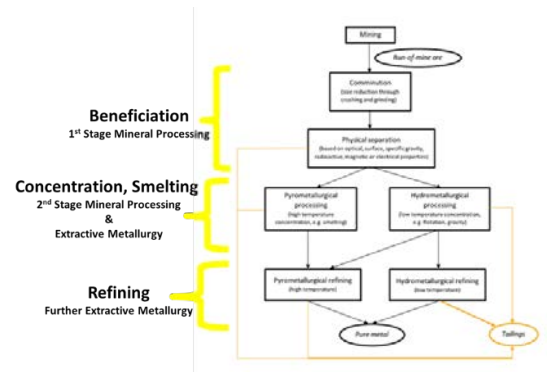 Mining
Run-of-mine ore
Comminution
(size reduction through
crushing and grinding)
Beneficiation
1st Stage Mineral Processing
Physical separation
(based on optical, surface, specific gravity,
radioactive, magnetic or electrical properties)
Concentration, Smelting
2nd Stage Mineral Processing
&
Extractive Metallurgy
Pyrometallurgical
processing
(high temperature
concentration, e.g. smelting)
Hydrometallurgical
processing
(low temperature concentration,
e.g. flotation, gravity)
Refining
Further Extractive Metallurgy
Pyrometallurgical refining
(high temperature)
Hydrometallurgical refining
(low temperature)
Pure metal
Tailings